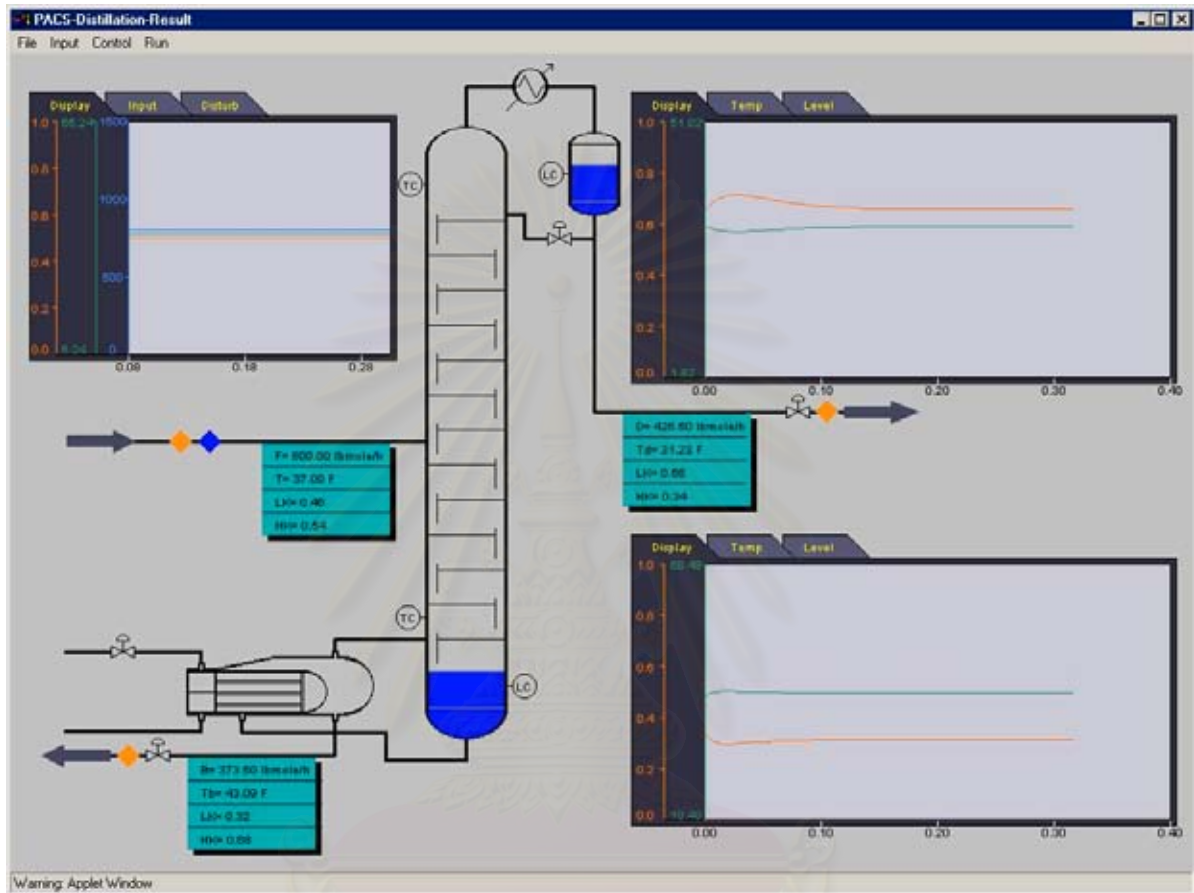 PACS-Distillation-Result
File Input Control Run
Display Input Disturb
1.0 1500
0.8
1000
0.6
0.4
500
0.2
0.0 0
0.08 0.18 0.28
TC
LC
Display Temp Level
1.0
0.8
0.6
0.4
0.2
0.0
0.00 0.10 0.20 0.30 0.40
F= 800.00 lbmole/h
T= 37.00 F
LK= 0.46
HK= 0.54
D= 426.50 lbmole/h
Td= 31.23 F
LK= 0.66
HK= 0.34
TC
LC
Display Temp Level
1.0
0.8
0.6
0.4
0.2
0.0
0.00 0.10 0.20 0.30 0.40
B= 373.50 lbmole/h
Tb= 43.09 F
LK= 0.32
HK= 0.68
Warning: Applet Window